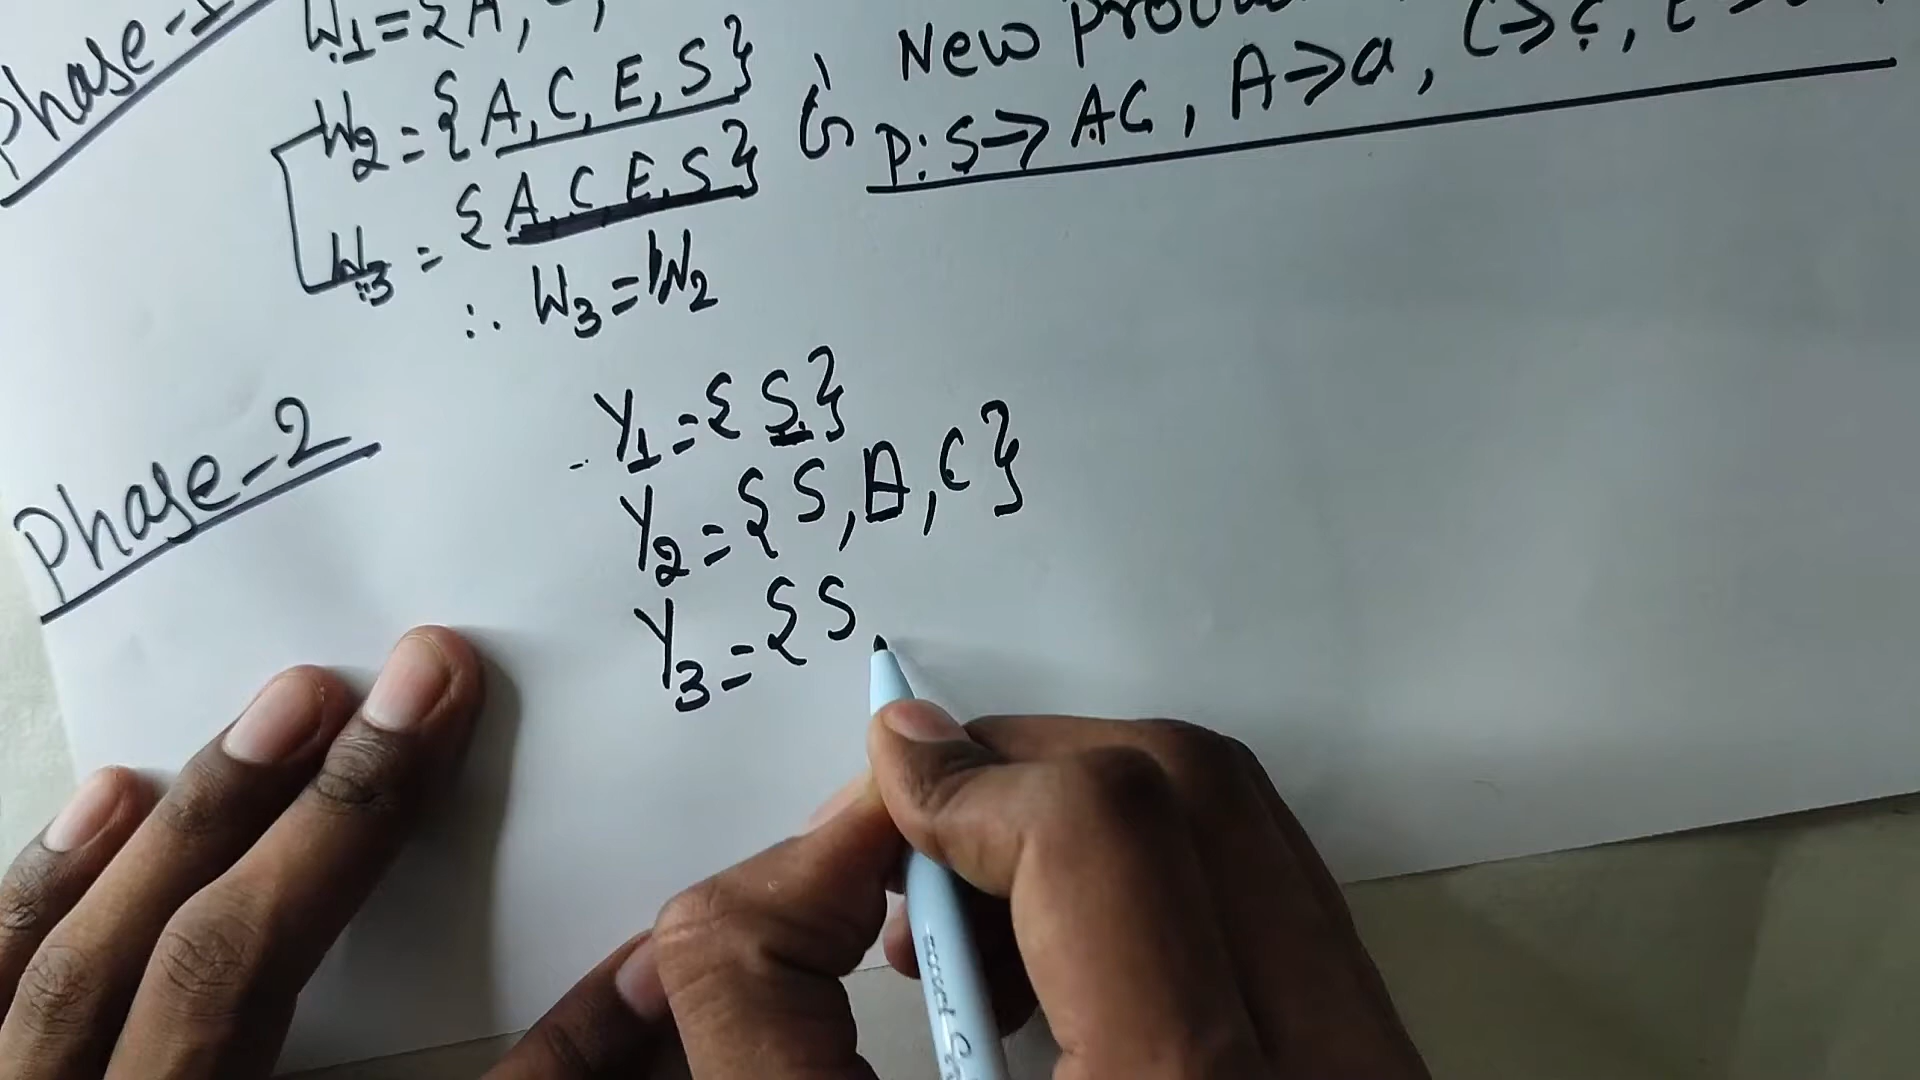 Phase-1
W1={A, C,
W2={A, C, E, S}
W3={A, C, E, S}
∴ W3=W2
New
G' P: S→AC, A→a, C→c, E→
Phase-2
Y1={S}
Y2={S, A, C}
Y3={S,